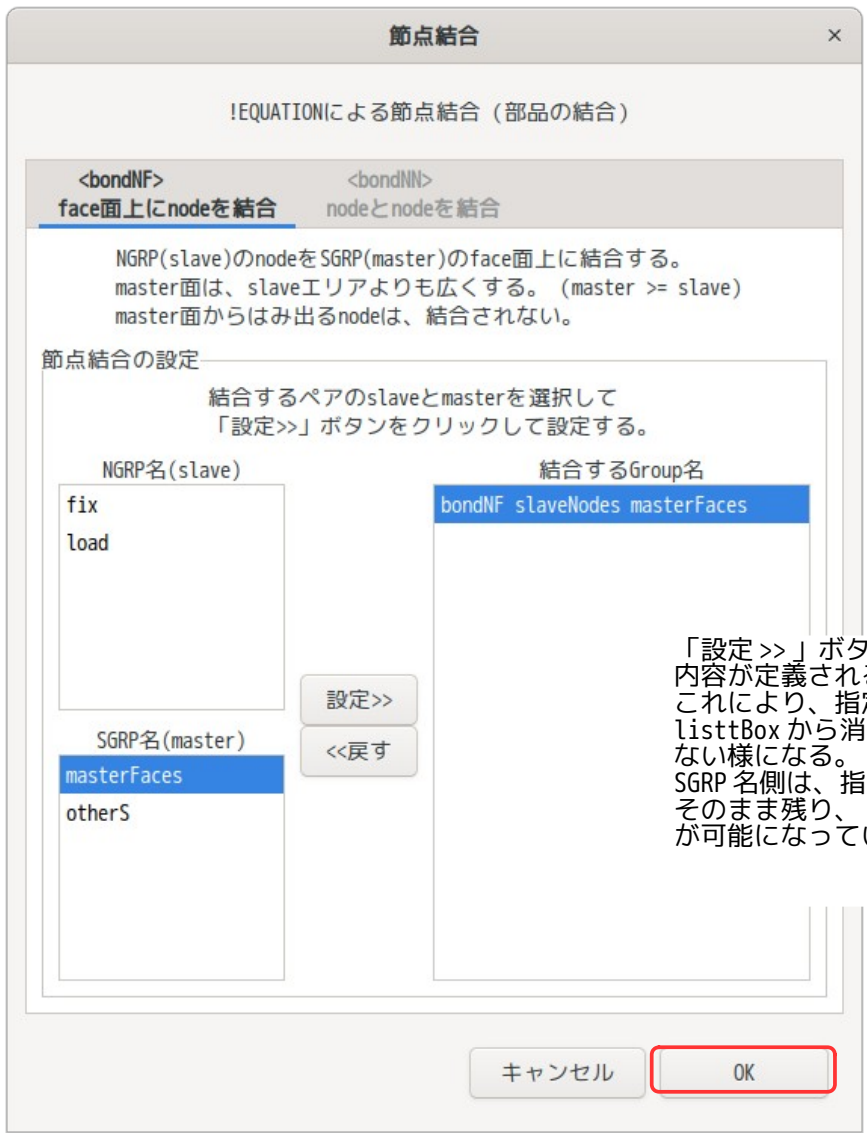 節点結合
×
!EQUATIONによる節点結合（部品の結合)
<bondNF>
face面上にnodeを結合
<bondNN>
nodeとnodeを結合
NGRP(slave)のnodeをSGRP(master)のface面上に結合する。
master面は、slaveエリアよりも広くする。 (master >= slave)
master面からはみ出るnodeは、結合されない。
節点結合の設定
結合するペアのslaveとmasterを選択して
「設定>>」ボタンをクリックして設定する。
NGRP名(slave)
fix
load
SGRP名(master)
masterFaces
otherS
設定>>
<<戻す
結合するGroup名
bondNF slaveNodes masterFaces
「設定 >> 」ボタ
内容が定義され
これにより、指
listtBox から消
ない様になる。
SGRP 名側は、指
そのまま残り、
が可能になってい
キャンセル
OK